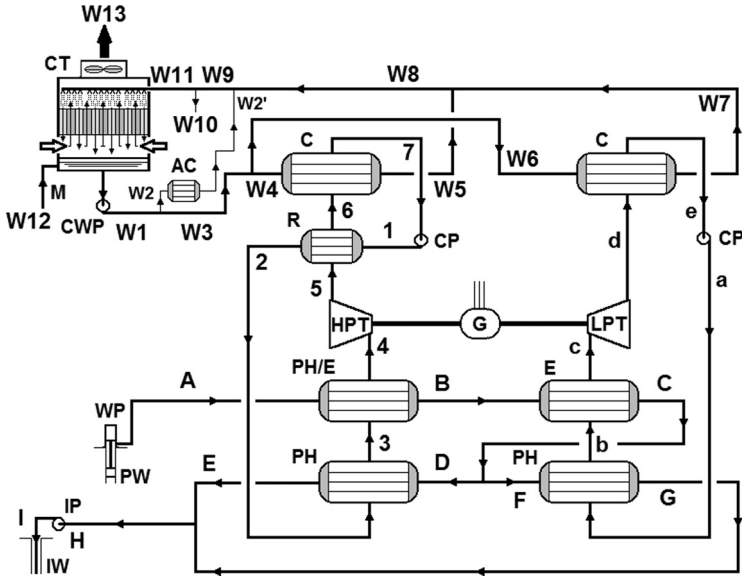 W13
CT
W11 W9
W8
W2'
W10
W7
C
C
7
AC
W6
W2
W4
W5
M
W12
CWP
W1
W3
6
e
R
1
CP
d
CP
2
5
a
HPT
G
LPT
4
c
PH/E
E
A
B
C
WP
3
b
PW
E
PH
D
PH
F
G
I
IP
H
IW